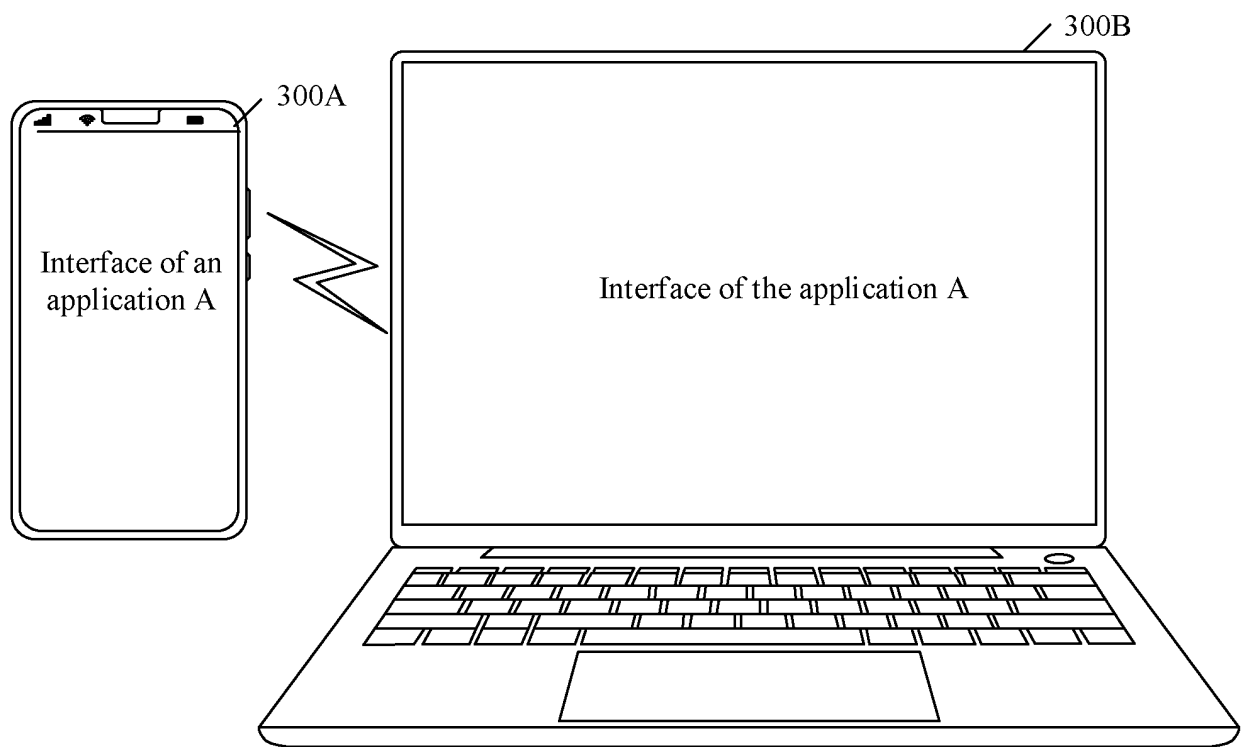 300B
300A
Interface of an
application A
Interface of the application A